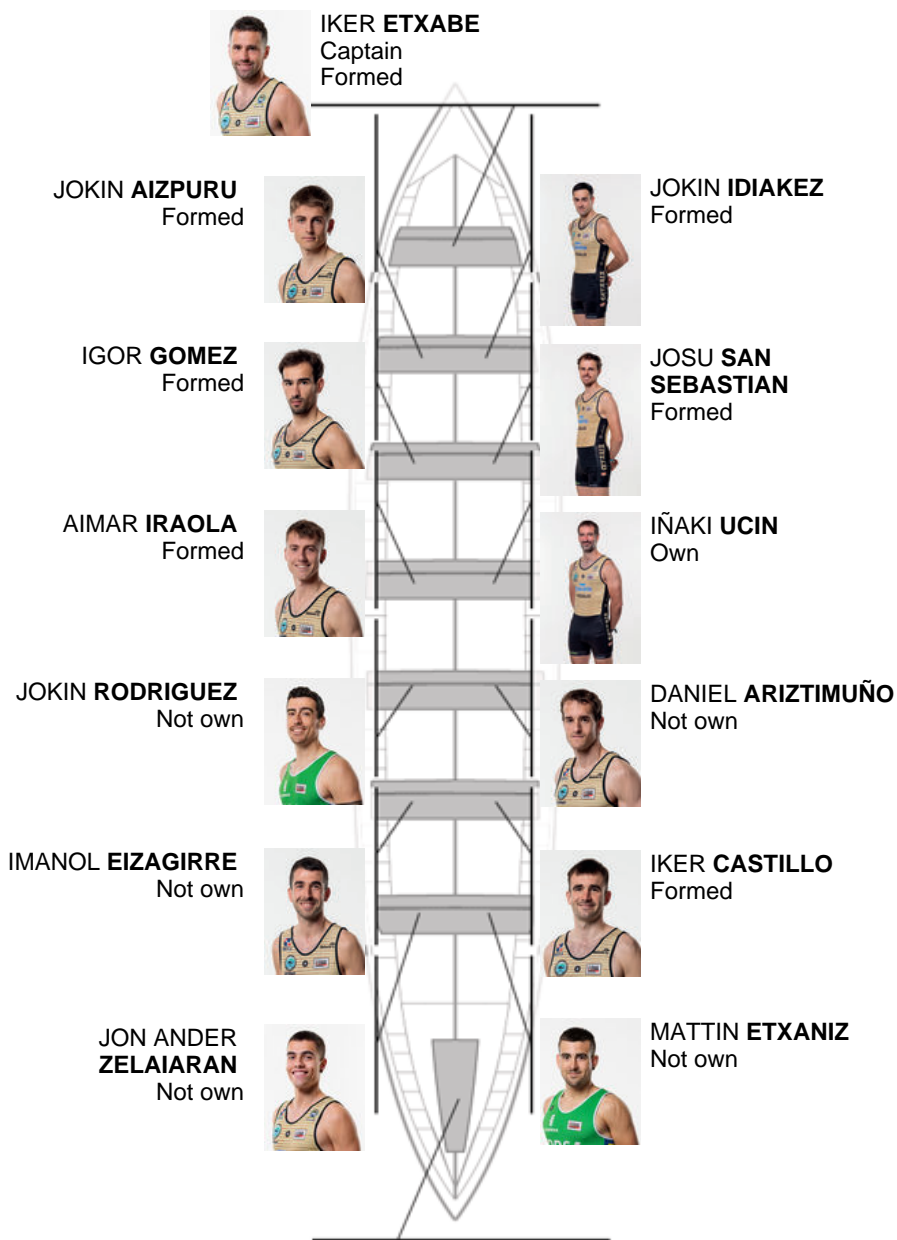 IKER ETXABE
Captain
Formed
JOKIN AIZPURU
Formed
JOKIN IDIAKEZ
Formed
IGOR GOMEZ
Formed
JOSU SAN
SEBASTIAN
Formed
AIMAR IRAOLA
Formed
IÑAKI UCIN
Own
JOKIN RODRIGUEZ
Not own
DANIEL ARIZTIMUÑO
Not own
IMANOL EIZAGIRRE
Not own
IKER CASTILLO
Formed
JON ANDER
ZELAIARAN
Not own
MATTIN ETXANIZ
Not own